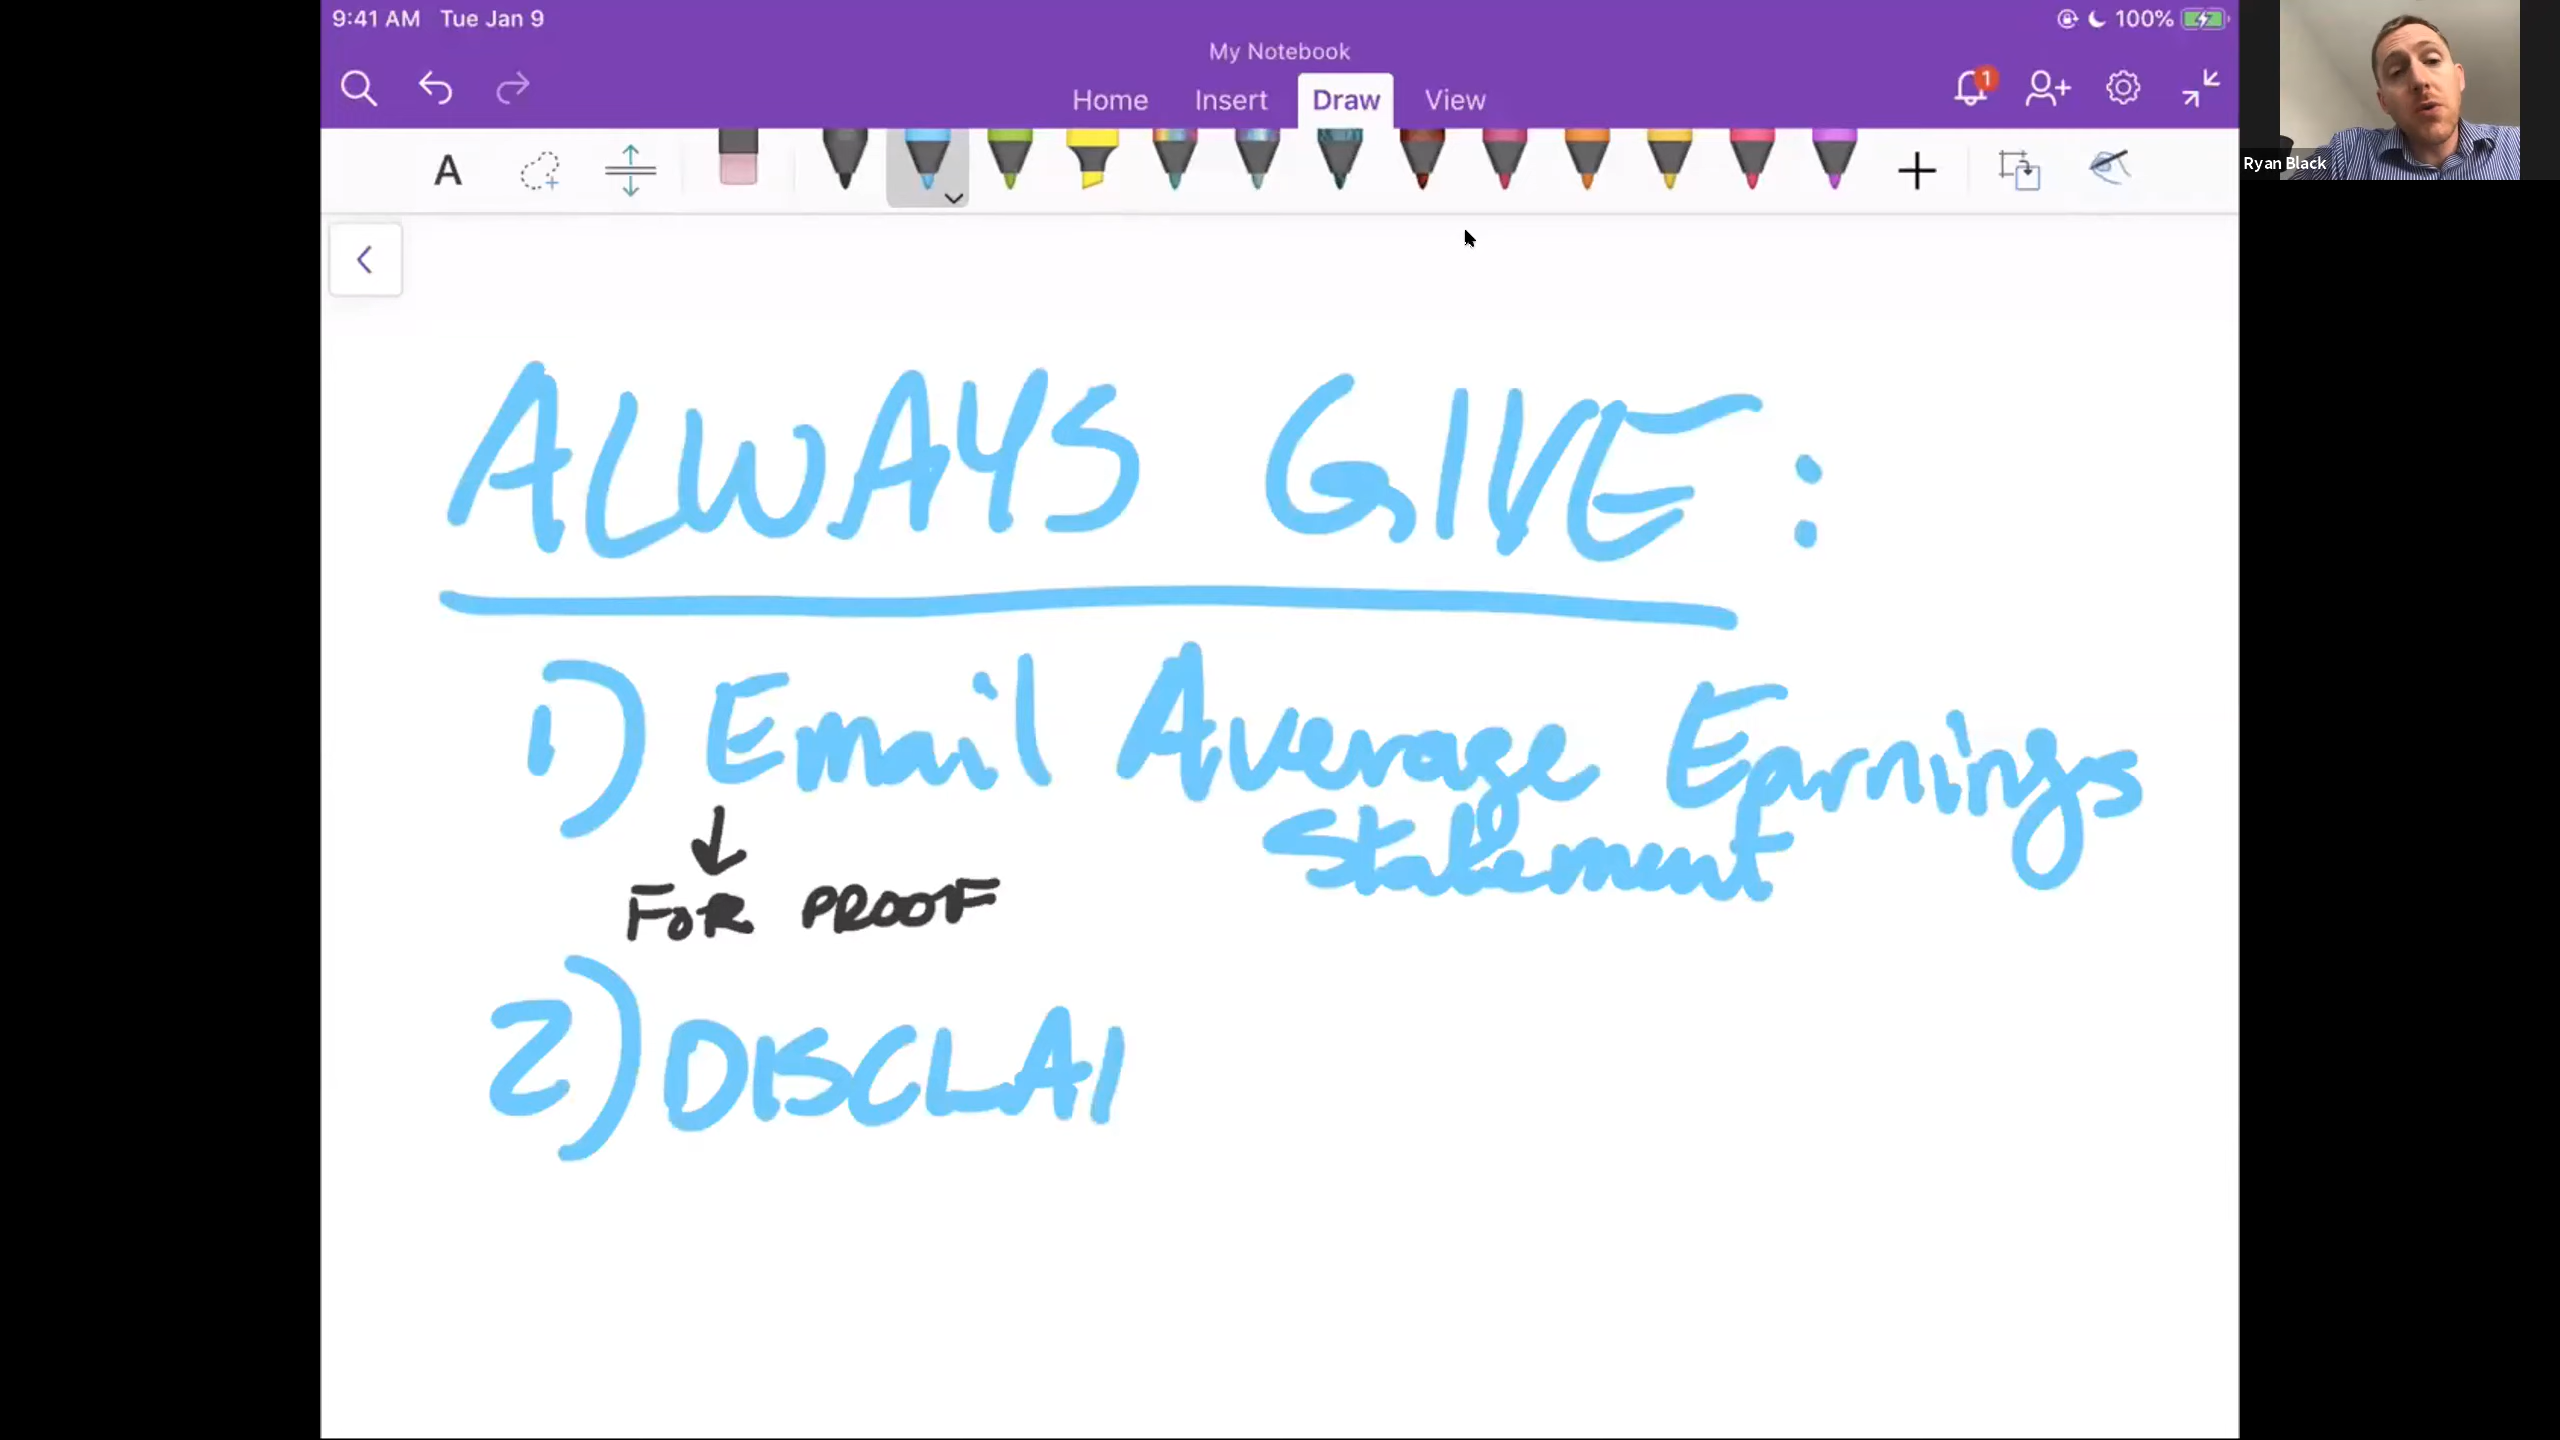 9:41 AM Tue Jan 9
100%
My Notebook
1
Home Insert Draw View
Ryan Black
A
ALWAYS GIVE:
1) Email Average Earnings
Statement
FOR PROOF
2) DISCLAI